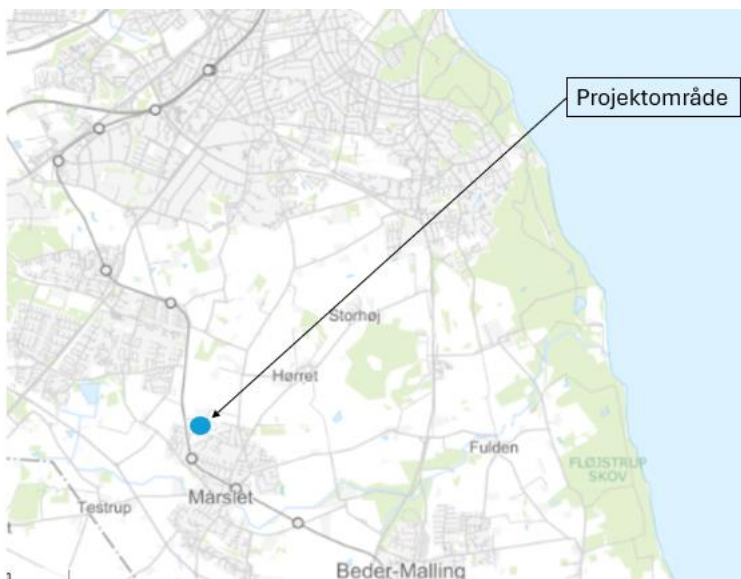 Projektområde
Storhøj
Hørret
Fulden
FLØJSTRUP
SKOV
Mårslet
Testrup
Beder-Malling